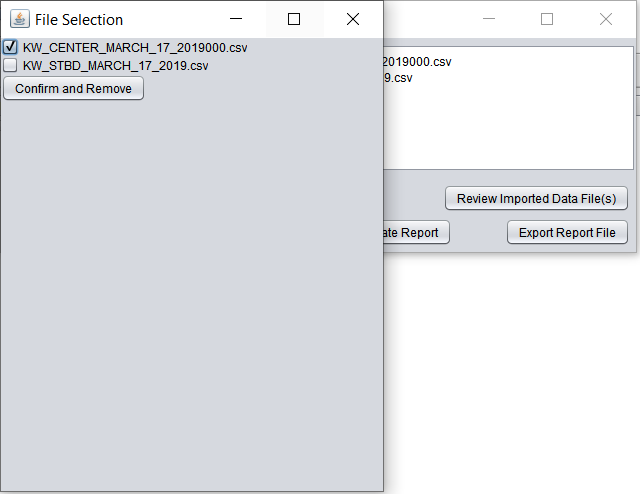 File Selection
KW_CENTER_MARCH_17_2019000.csv
KW_STBD_MARCH_17_2019.csv
Confirm and Remove
2019000.csv
9.csv
Review Imported Data File(s)
ate Report
Export Report File